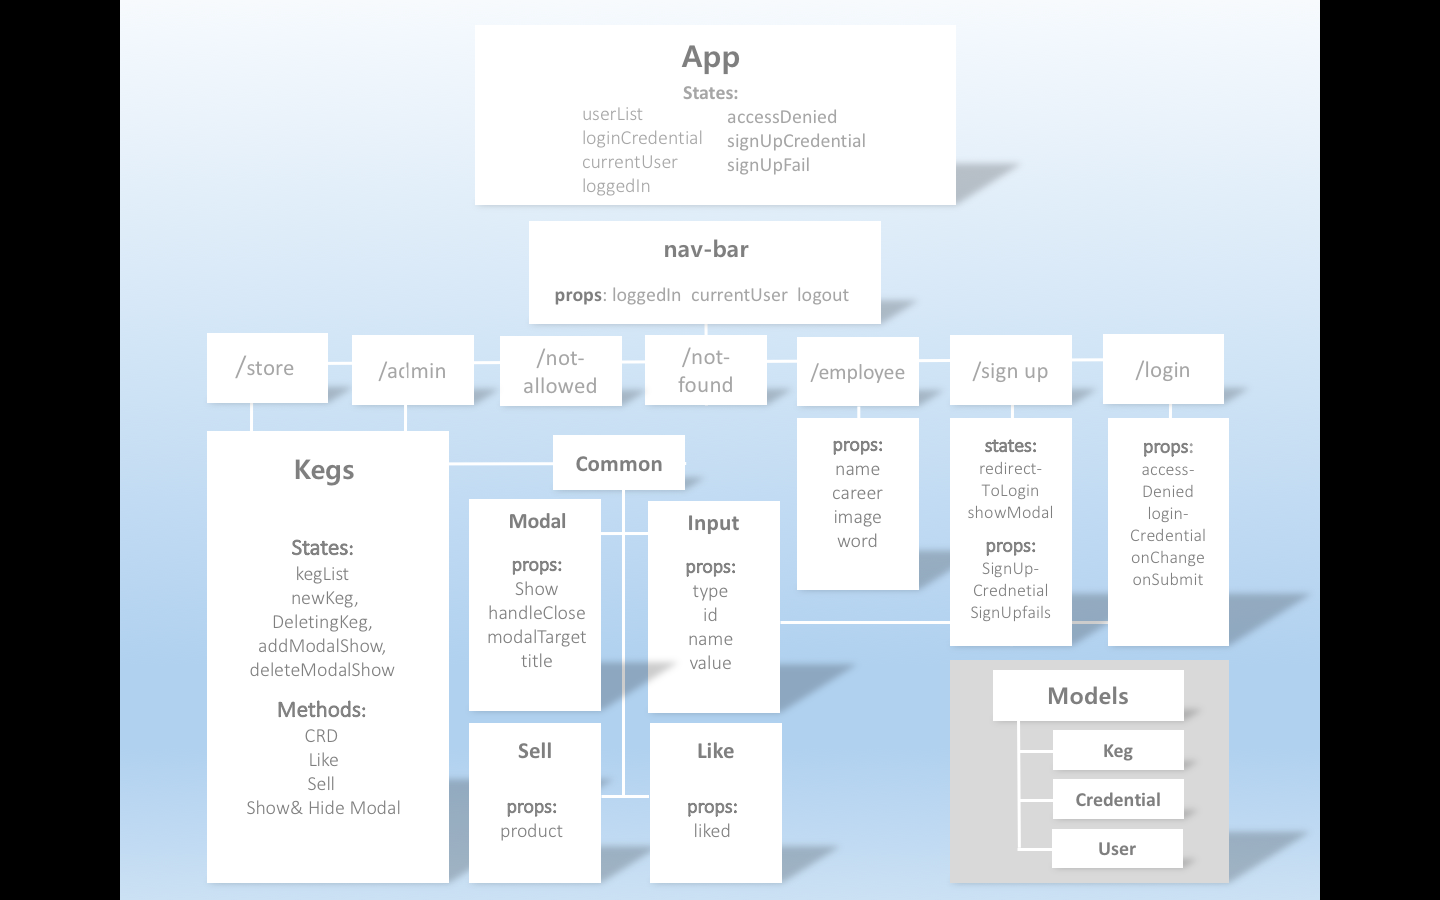 App
States:
userList
loginCredential
currentUser
loggedIn
accessDenied
signUpCredential
signUpFail
nav-bar
props: loggedIn currentUser logout
/store
/admin
/not-
allowed
/not-
found
/employee
/sign up
/login
Kegs
States:
kegList
newKeg,
DeletingKeg,
addModalShow,
deleteModalShow
Methods:
CRD
Like
Sell
Show& Hide Modal
Common
Modal
props:
Show
handleClose
modalTarget
title
Input
props:
type
id
name
value
Sell
props:
product
Like
props:
liked
props:
name
career
image
word
states:
redirect-
ToLogin
showModal
props:
SignUp-
Crednetial
SignUpfails
props:
access-
Denied
login-
Credential
onChange
onSubmit
Models
Keg
Credential
User